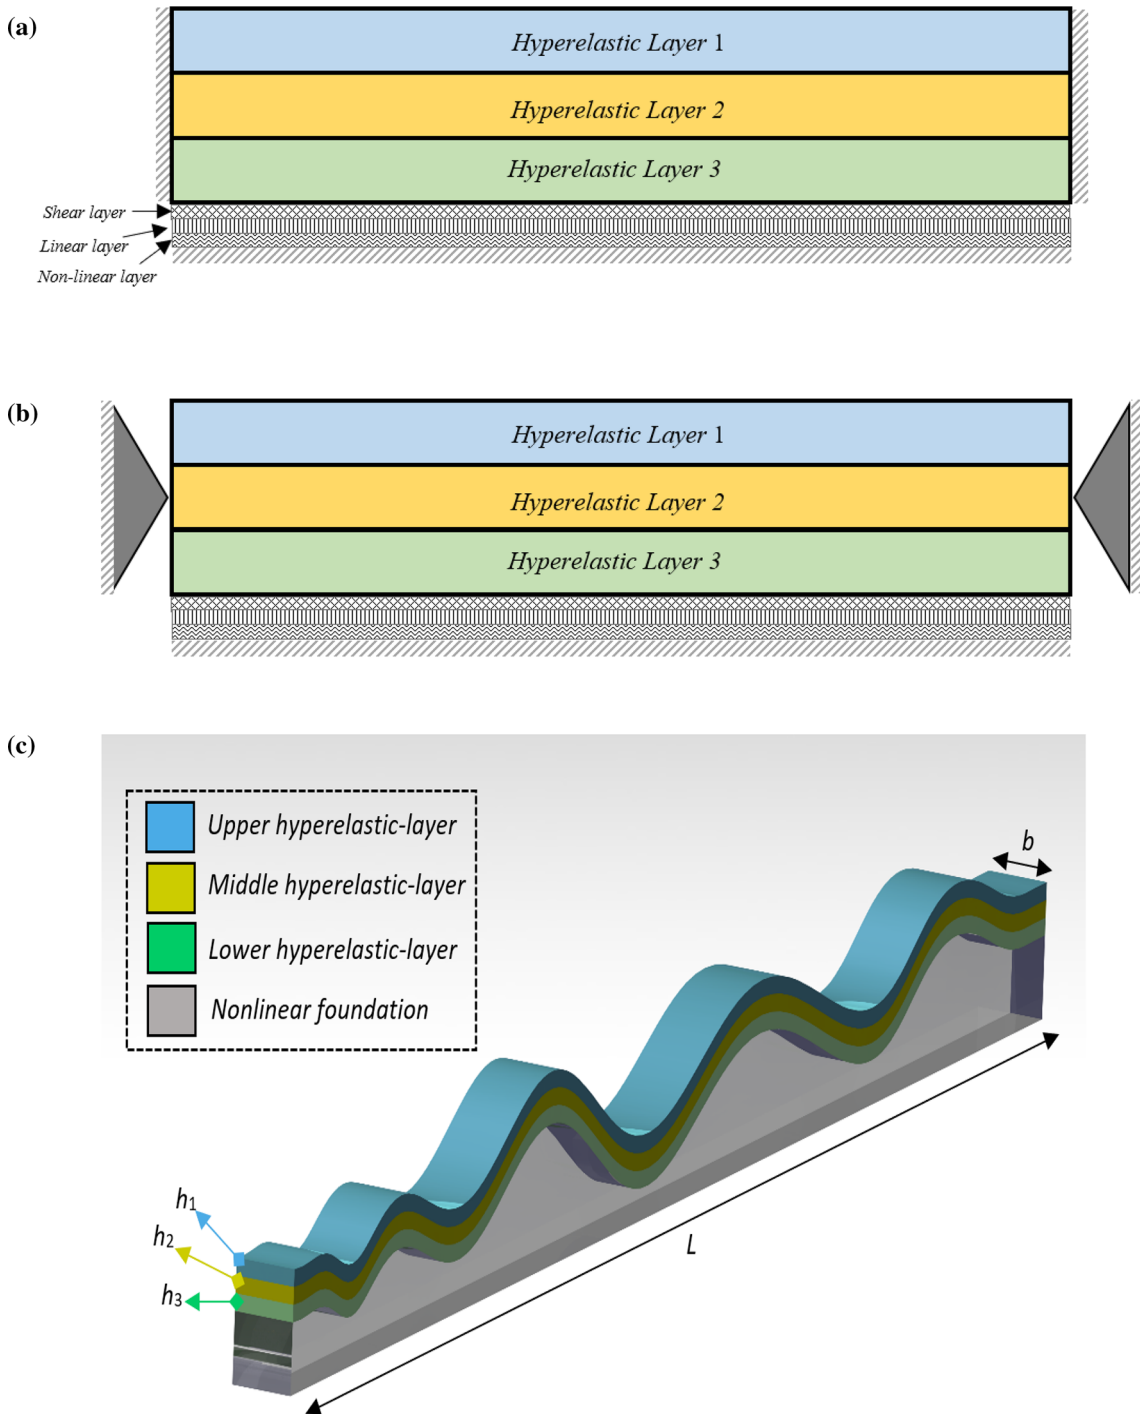 (a)
Hyperelastic Layer 1
Hyperelastic Layer 2
Hyperelastic Layer 3
Shear layer
Linear layer
Non-linear layer
(b)
Hyperelastic Layer 1
Hyperelastic Layer 2
Hyperelastic Layer 3
(c)
Upper hyperelastic-layer
Middle hyperelastic-layer
Lower hyperelastic-layer
Nonlinear foundation
b
h1
h2
h3
L